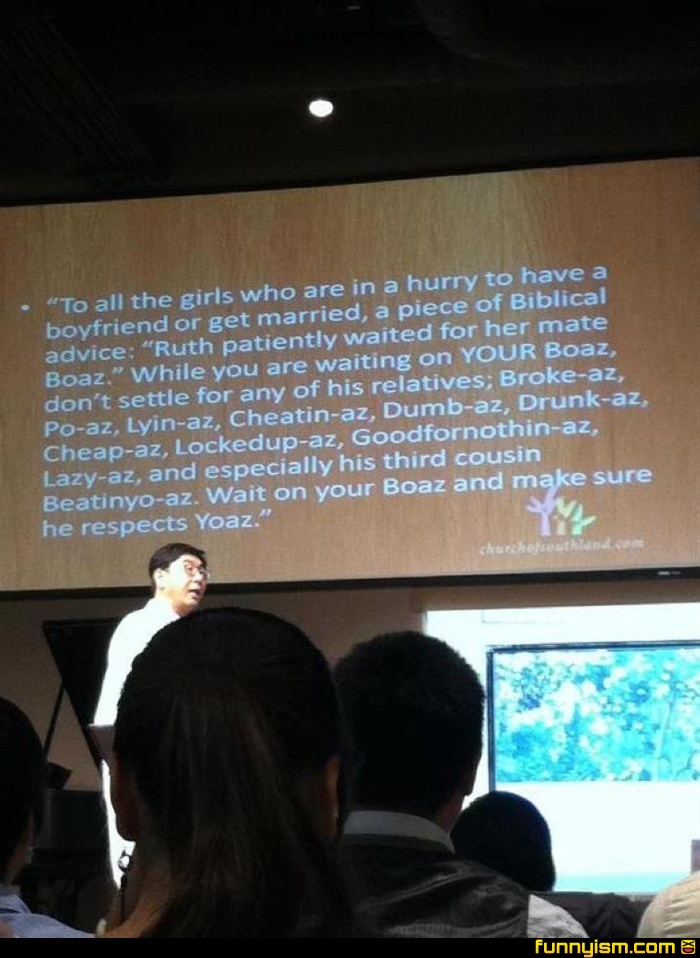 • “To all the girls who are in a hurry to have a
boyfriend or get married, a piece of Biblical
advice: “Ruth patiently waited for her mate
Boaz.” While you are waiting on YOUR Boaz,
don’t settle for any of his relatives; Broke-az,
Po-az, Lyin-az, Cheatin-az, Dumb-az, Drunk-az,
Cheap-az, Lockedup-az, Goodfornothin-az,
Lazy-az, and especially his third cousin
Beatinyo-az. Wait on your Boaz and make sure
he respects Yoaz.”
churchofsouthland.com
funnyism.com